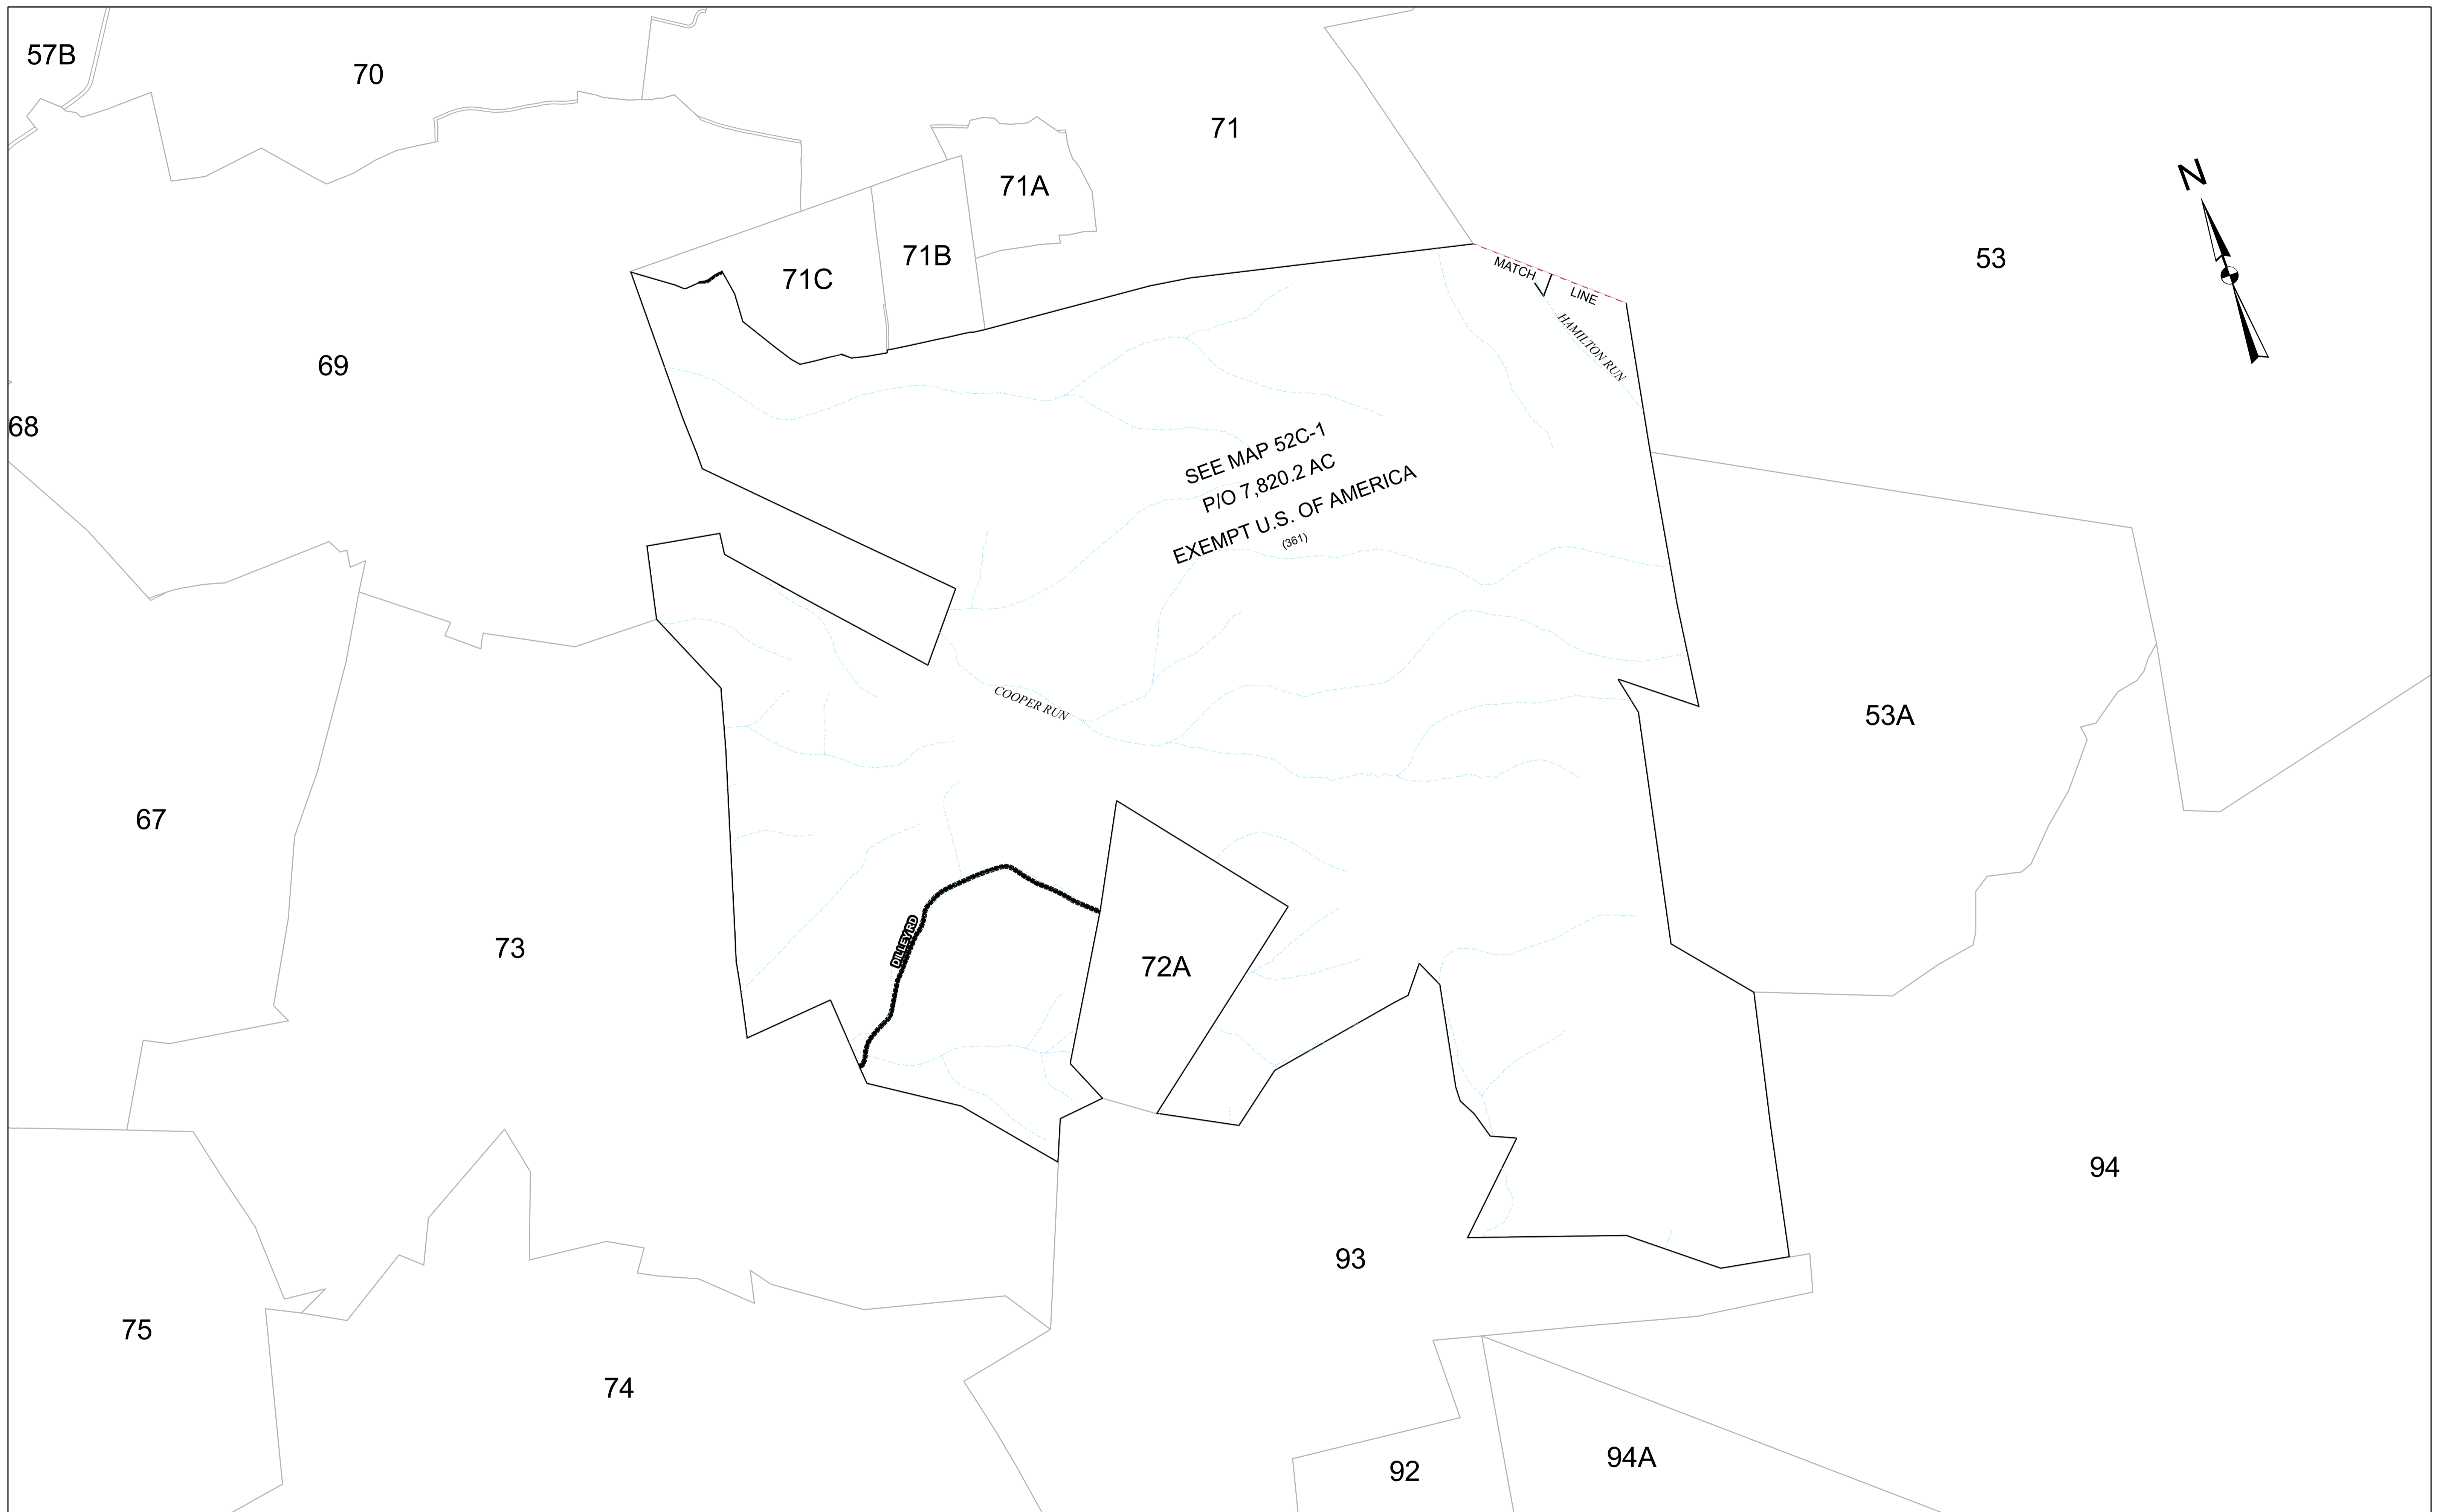 57B
70
71
N
71A
71B
71C
53
MATCH
LINE
HAMILTON RUN
69
68
SEE MAP 52C-1
P/O 7,820.2 AC
EXEMPT U.S. OF AMERICA
(361)
COOPER RUN
53A
67
73
DILLEY RD
72A
94
93
75
74
92
94A